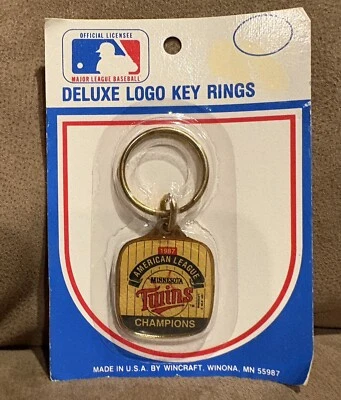 OFFICIAL LICENSEE
MAJOR LEAGUE BASEBALL
DELUXE LOGO KEY RINGS
1987
AMERICAN LEAGUE
MINNESOTA
Twins
CHAMPIONS
MADE IN U.S.A. BY WINCRAFT. WINONA, MN 55987